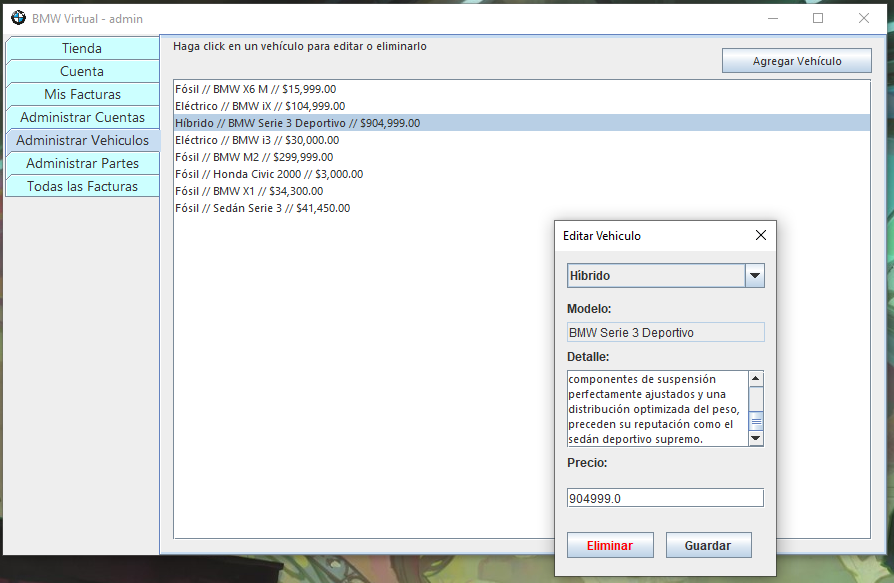 BMW Virtual - admin
Tienda
Cuenta
Mis Facturas
Administrar Cuentas
Administrar Vehiculos
Administrar Partes
Todas las Facturas
Haga click en un vehículo para editar o eliminarlo
Agregar Vehículo
Fósil // BMW X6 M // $15,999.00
Eléctrico // BMW iX // $104,999.00
Híbrido // BMW Serie 3 Deportivo // $904,999.00
Eléctrico // BMW i3 // $30,000.00
Fósil // BMW M2 // $299,999.00
Fósil // Honda Civic 2000 // $3,000.00
Fósil // BMW X1 // $34,300.00
Fósil // Sedán Serie 3 // $41,450.00
Editar Vehiculo
Híbrido
Modelo:
BMW Serie 3 Deportivo
Detalle:
componentes de suspensión
perfectamente ajustados y una
distribución optimizada del peso,
preceden su reputación como el
sedán deportivo supremo.
Precio:
904999.0
Eliminar
Guardar